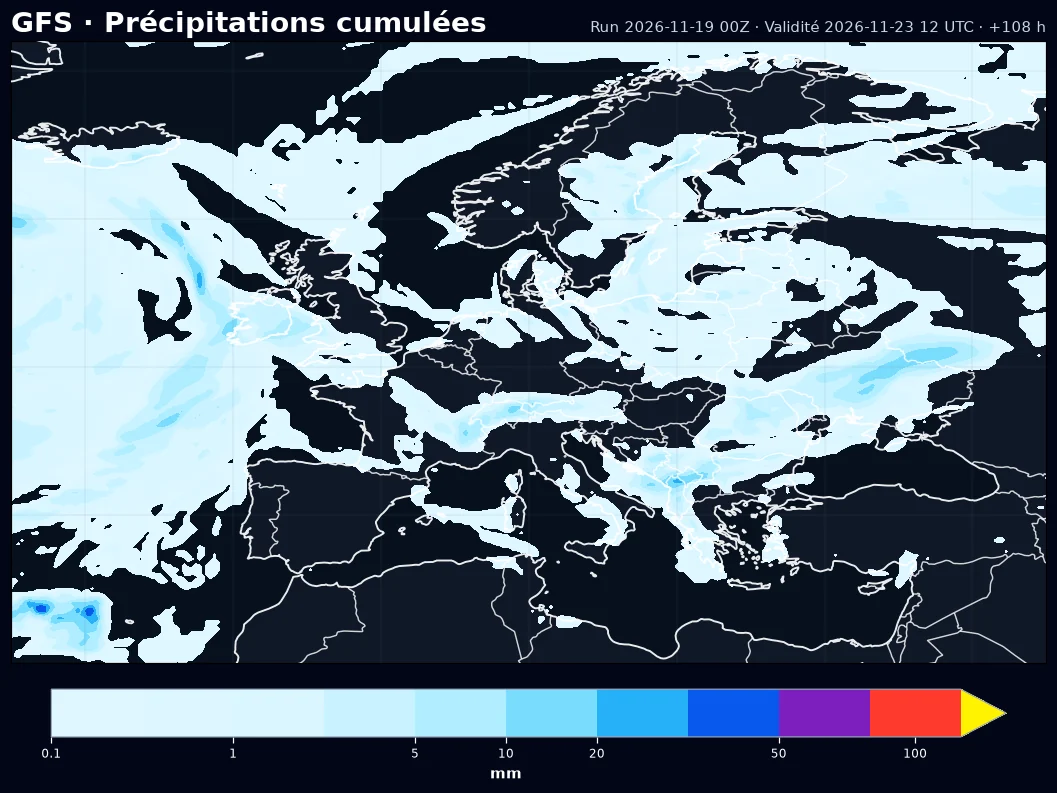 GFS · Précipitations cumulées
Run 2026-11-19 00Z · Validité 2026-11-23 12 UTC · +108 h
0.1 1 5 10 20 50 100
mm